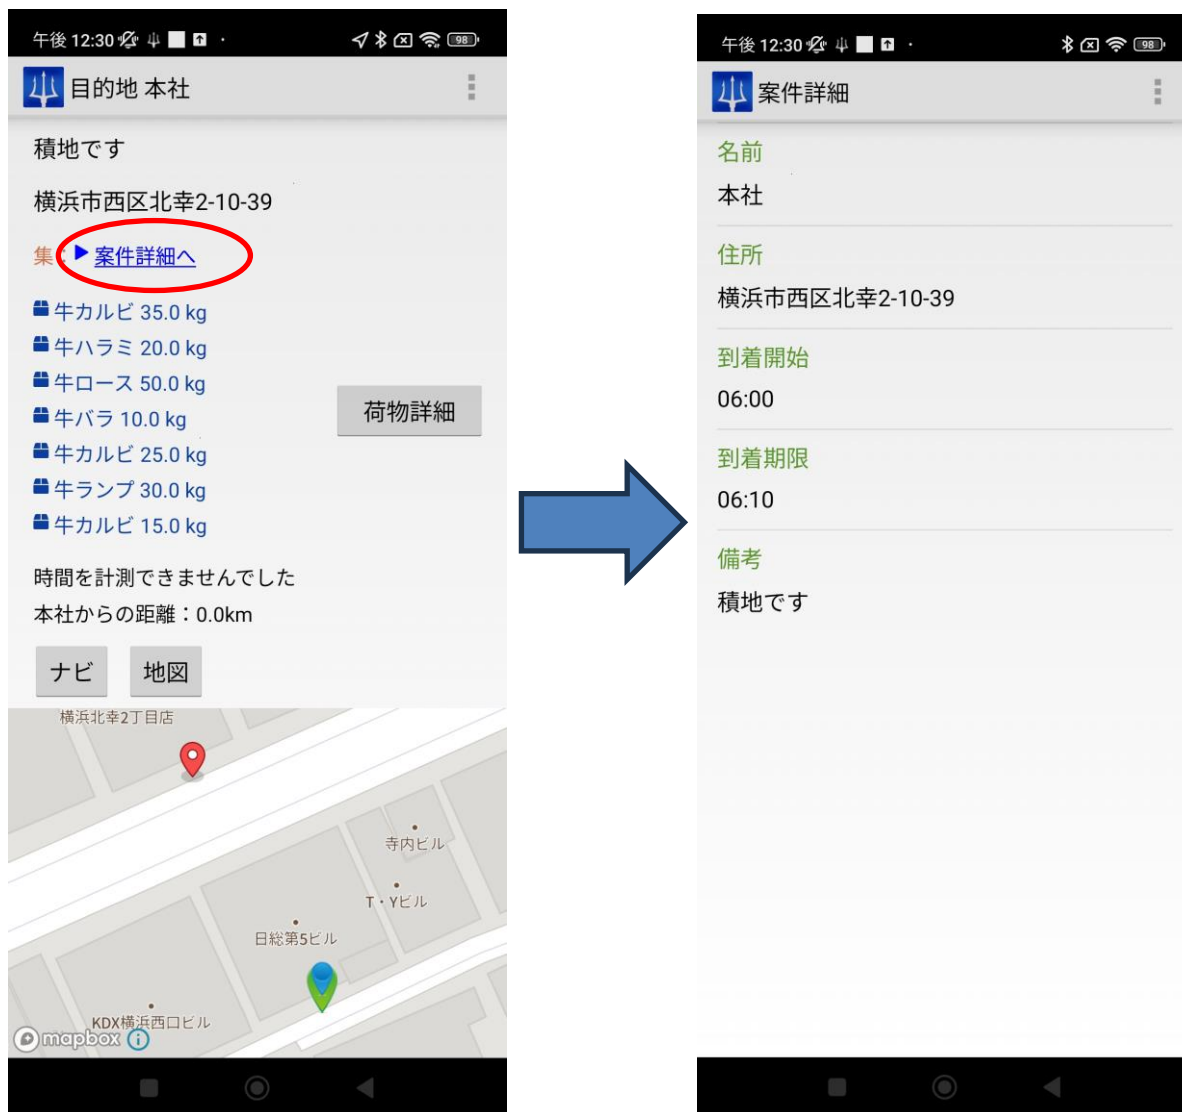 午後 12:30
98
目的地 本社
積地です
横浜市西区北幸2-10-39
集
案件詳細へ
牛カルビ 35.0 kg
牛ハラミ 20.0 kg
牛ロース 50.0 kg
牛バラ 10.0 kg
牛カルビ 25.0 kg
牛ランプ 30.0 kg
牛カルビ 15.0 kg
荷物詳細
時間を計測できませんでした
本社からの距離：0.0km
ナビ
地図
横浜北幸2丁目店
寺内ビル
T・Yビル
日総第5ビル
KDX横浜西口ビル
mapbox
午後 12:30
98
案件詳細
名前
本社
住所
横浜市西区北幸2-10-39
到着開始
06:00
到着期限
06:10
備考
積地です